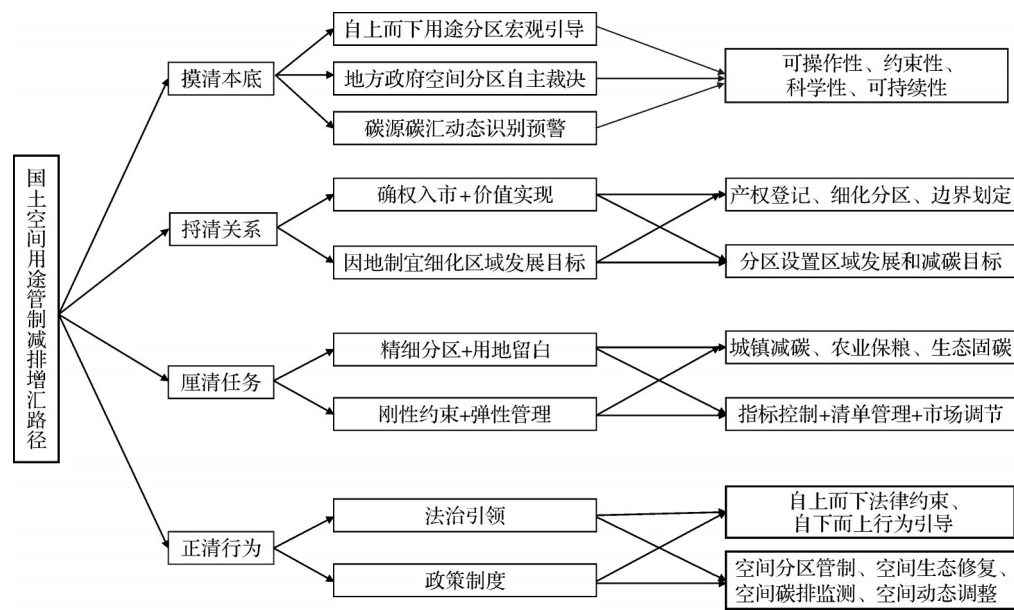 国土空间用途管制减排增汇路径
摸清本底
自上而下用途分区宏观引导
地方政府空间分区自主裁决
碳源碳汇动态识别预警
可操作性、约束性、
科学性、可持续性
捋清关系
确权入市+价值实现
因地制宜细化区域发展目标
产权登记、细化分区、边界划定
分区设置区域发展和减碳目标
厘清任务
精细分区+用地留白
刚性约束+弹性管理
城镇减碳、农业保粮、生态固碳
指标控制+清单管理+市场调节
正清行为
法治引领
政策制度
自上而下法律约束、
自下而上行为引导
空间分区管制、空间生态修复、
空间碳排监测、空间动态调整